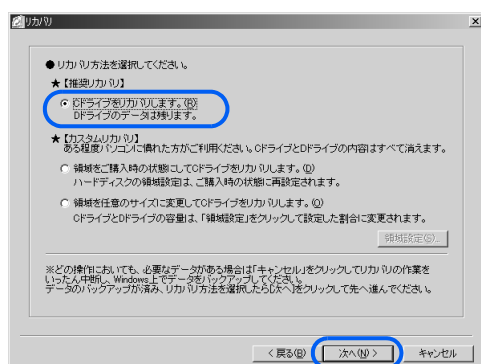 リカバリ
● リカバリ方法を選択してください。
★【推奨リカバリ】
Cドライブをリカバリします。(R)
Dドライブのデータは残ります。
★【カスタムリカバリ】
ある程度パソコンに慣れた方がご利用ください。CドライブとDドライブの内容はすべて消えます。
領域をご購入時の状態にしてCドライブをリカバリします。(Q)
ハードディスクの領域設定は、ご購入時の状態に再設定されます。
領域を任意のサイズに変更してCドライブをリカバリします。(O)
CドライブとDドライブの容量は、「領域設定」をクリックして設定した割合に変更されます。
領域設定(S)...
※どの操作においても、必要なデータがある場合は「キャンセル」をクリックしてリカバリの作業を
いったん中断し、Windows上でデータをバックアップしてください。
データのバックアップが済み、リカバリ方法を選択したら[次へ]をクリックして先へ進んでください。
< 戻る(B)
次へ(N) >
キャンセル